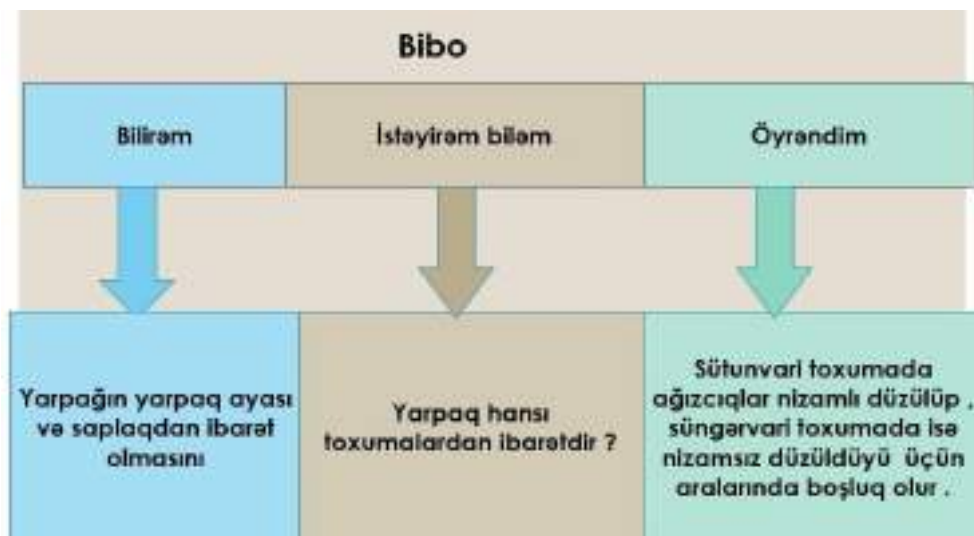 Bibo
Bilirəm
İstəyirəm biləm
Öyrəndim
Yarpağın yarpaq ayası
və saplaqdan ibarət
olmasını
Yarpaq hansı
toxumalardan ibarətdir ?
Sütunvari toxumada
ağızcıqlar nizamlı düzülüp ,
süngərvari toxumada isə
nizamsız düzüldüyü üçün
aralarında boşluq olur .